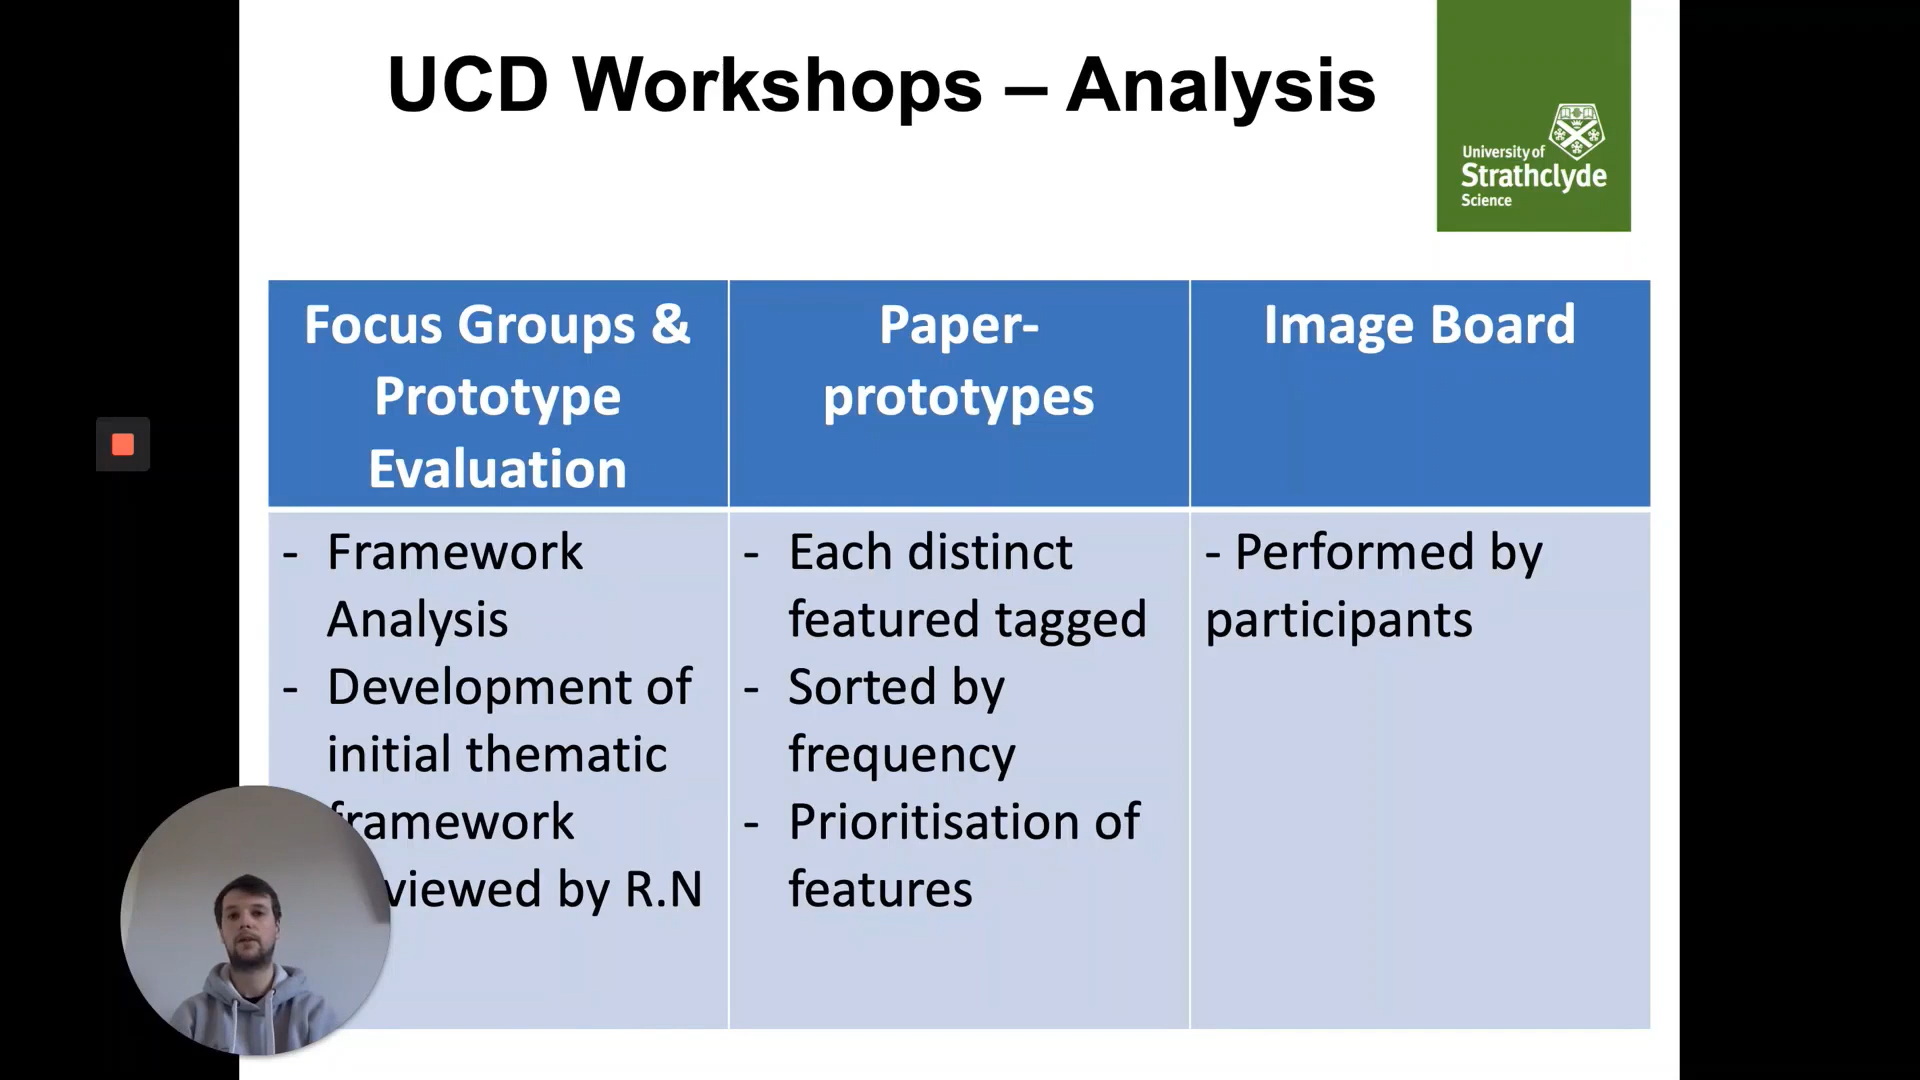 UCD Workshops – Analysis
University of
Strathclyde
Science
Focus Groups &
Prototype
Evaluation
Paper-
prototypes
Image Board
- Framework
Analysis
- Development of
initial thematic
framework
viewed by R.N
- Each distinct
featured tagged
- Sorted by
frequency
- Prioritisation of
features
- Performed by
participants